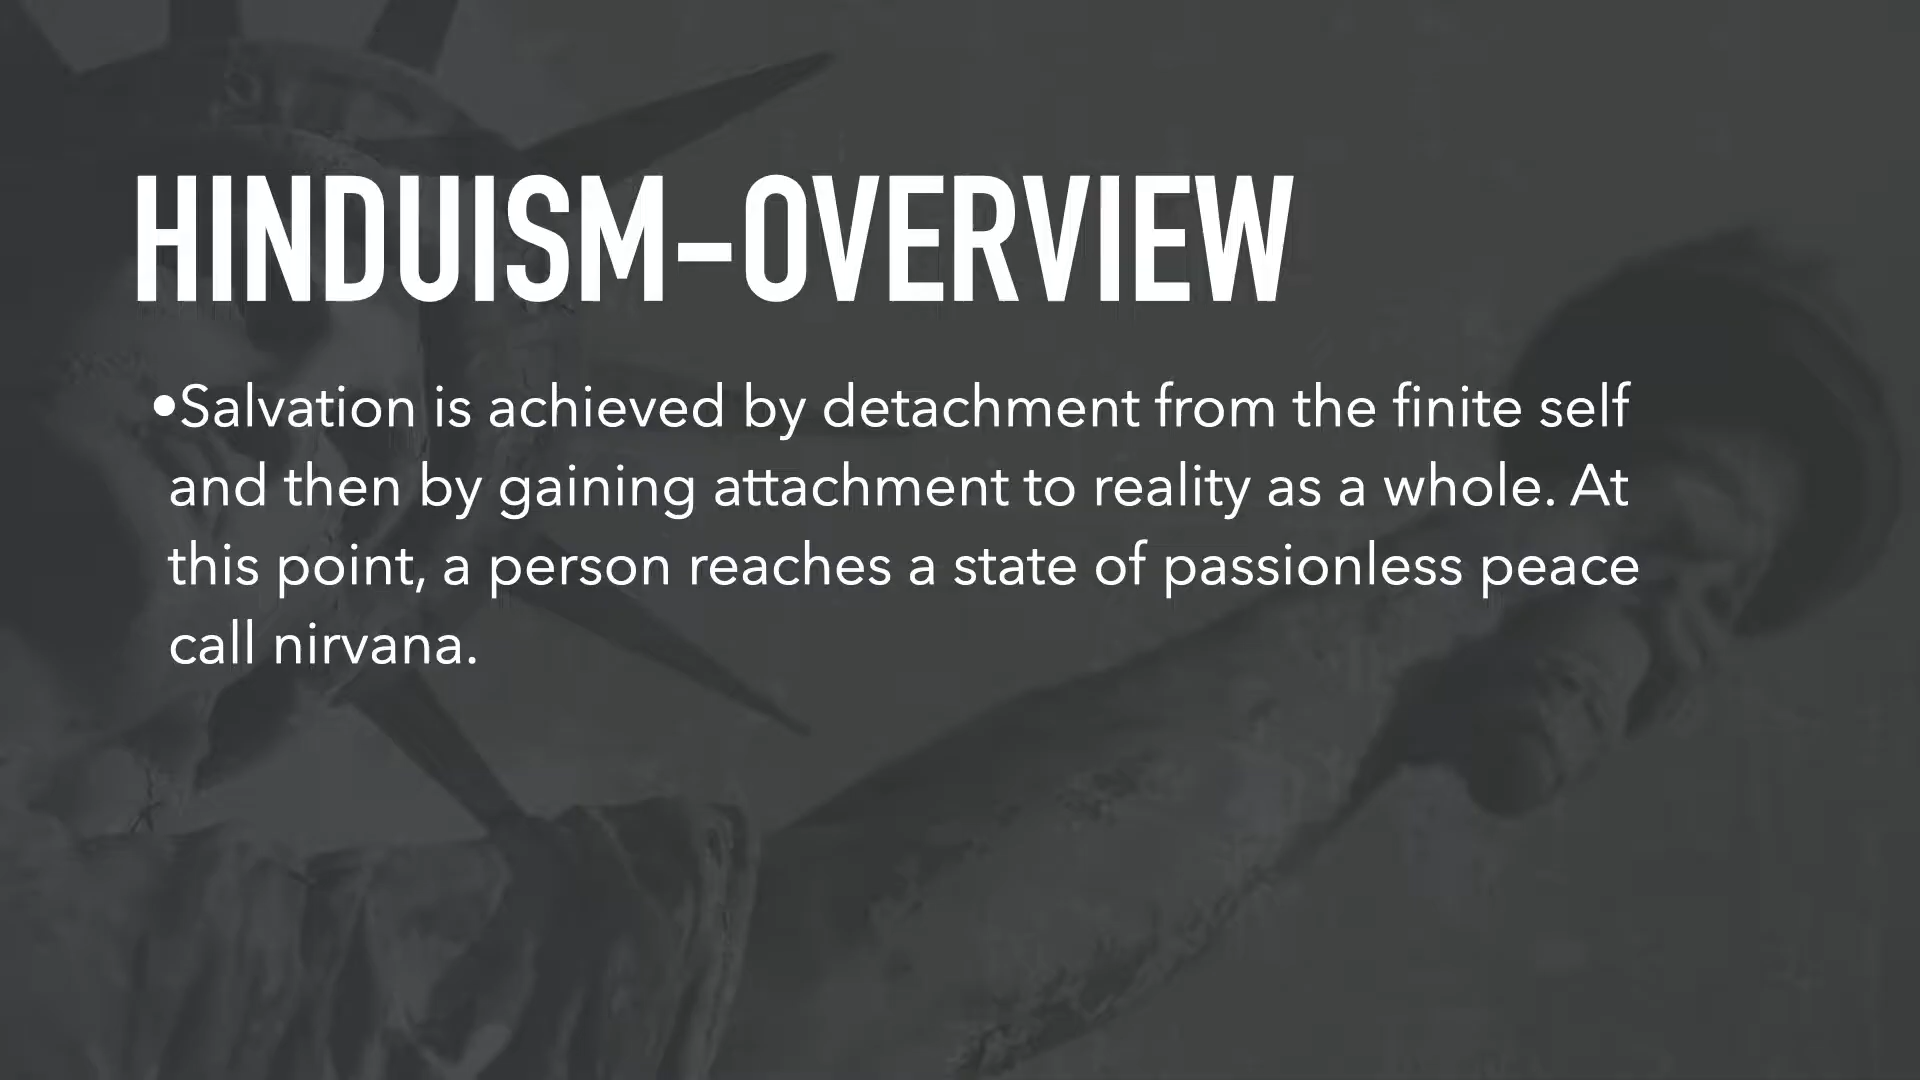 HINDUISM-OVERVIEW
•Salvation is achieved by detachment from the finite self
and then by gaining attachment to reality as a whole. At
this point, a person reaches a state of passionless peace
call nirvana.